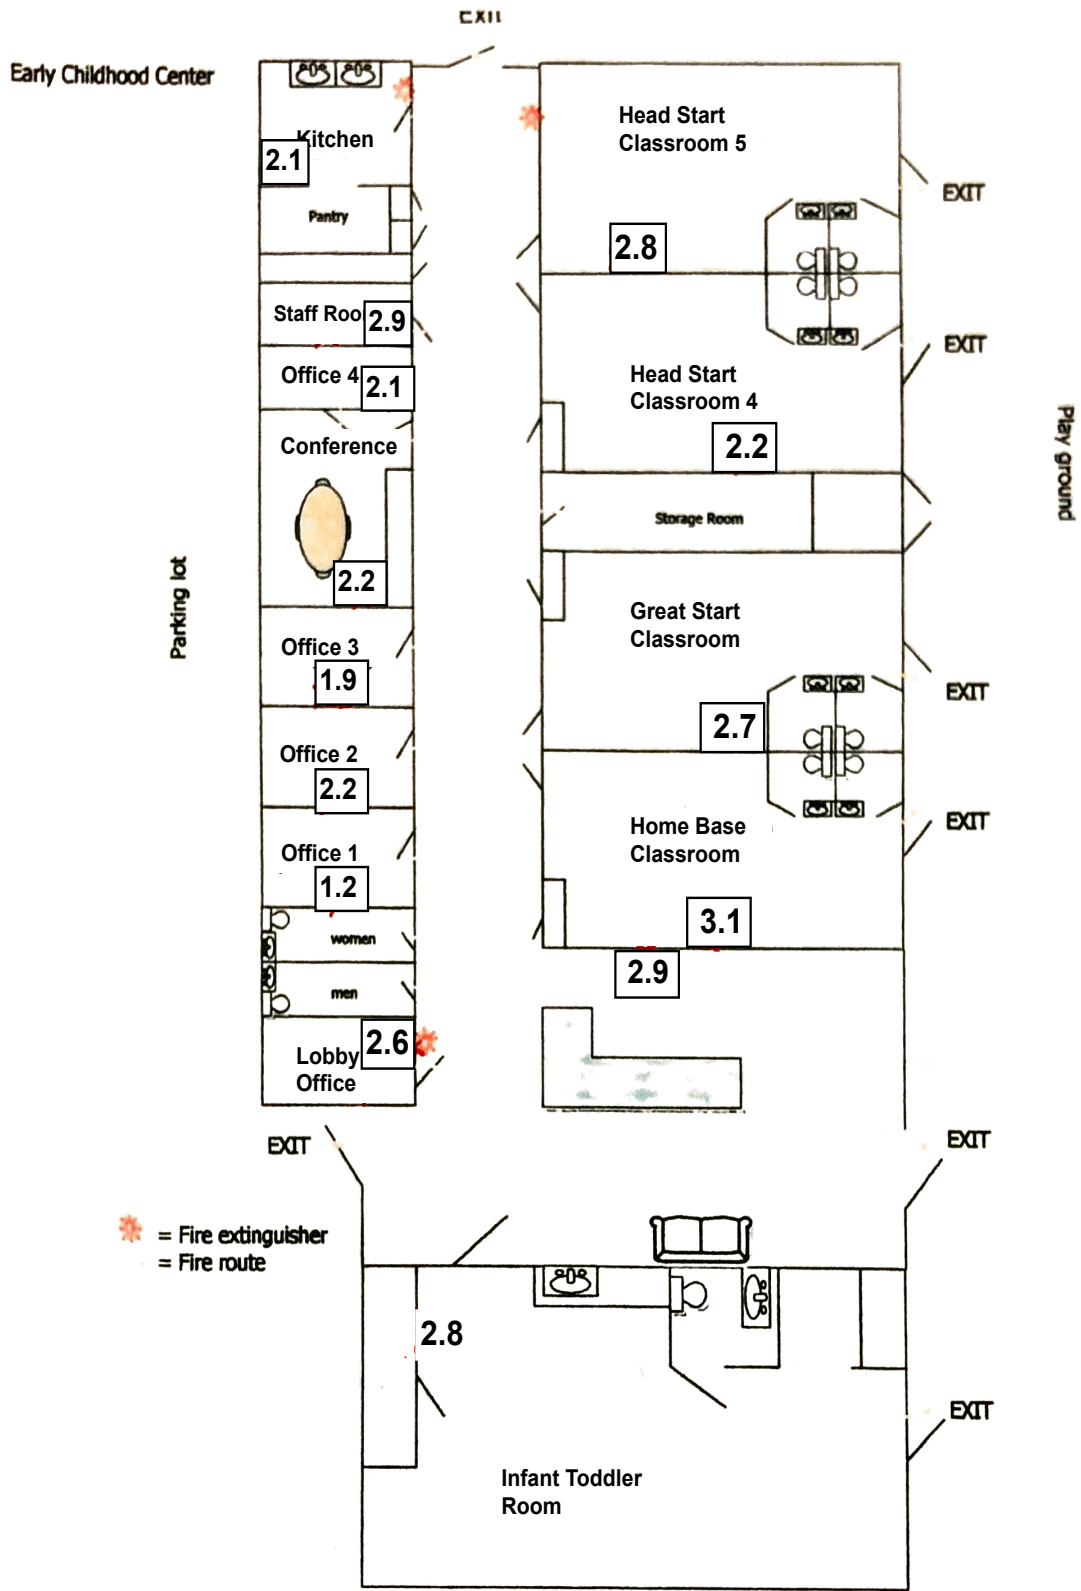 EXIT
Early Childhood Center
Head Start
Classroom 5
Kitchen
2.1
EXIT
Pantry
2.8
Staff Roo
2.9
EXIT
Office 4
2.1
Head Start
Classroom 4
Conference
2.2
Play ground
Storage Room
Parking lot
2.2
Great Start
Classroom
Office 3
1.9
EXIT
2.7
Office 2
2.2
Home Base
Classroom
EXIT
Office 1
1.2
3.1
women
2.9
men
2.6
Lobby
Office
EXIT
EXIT
= Fire extinguisher
= Fire route
2.8
EXIT
Infant Toddler
Room